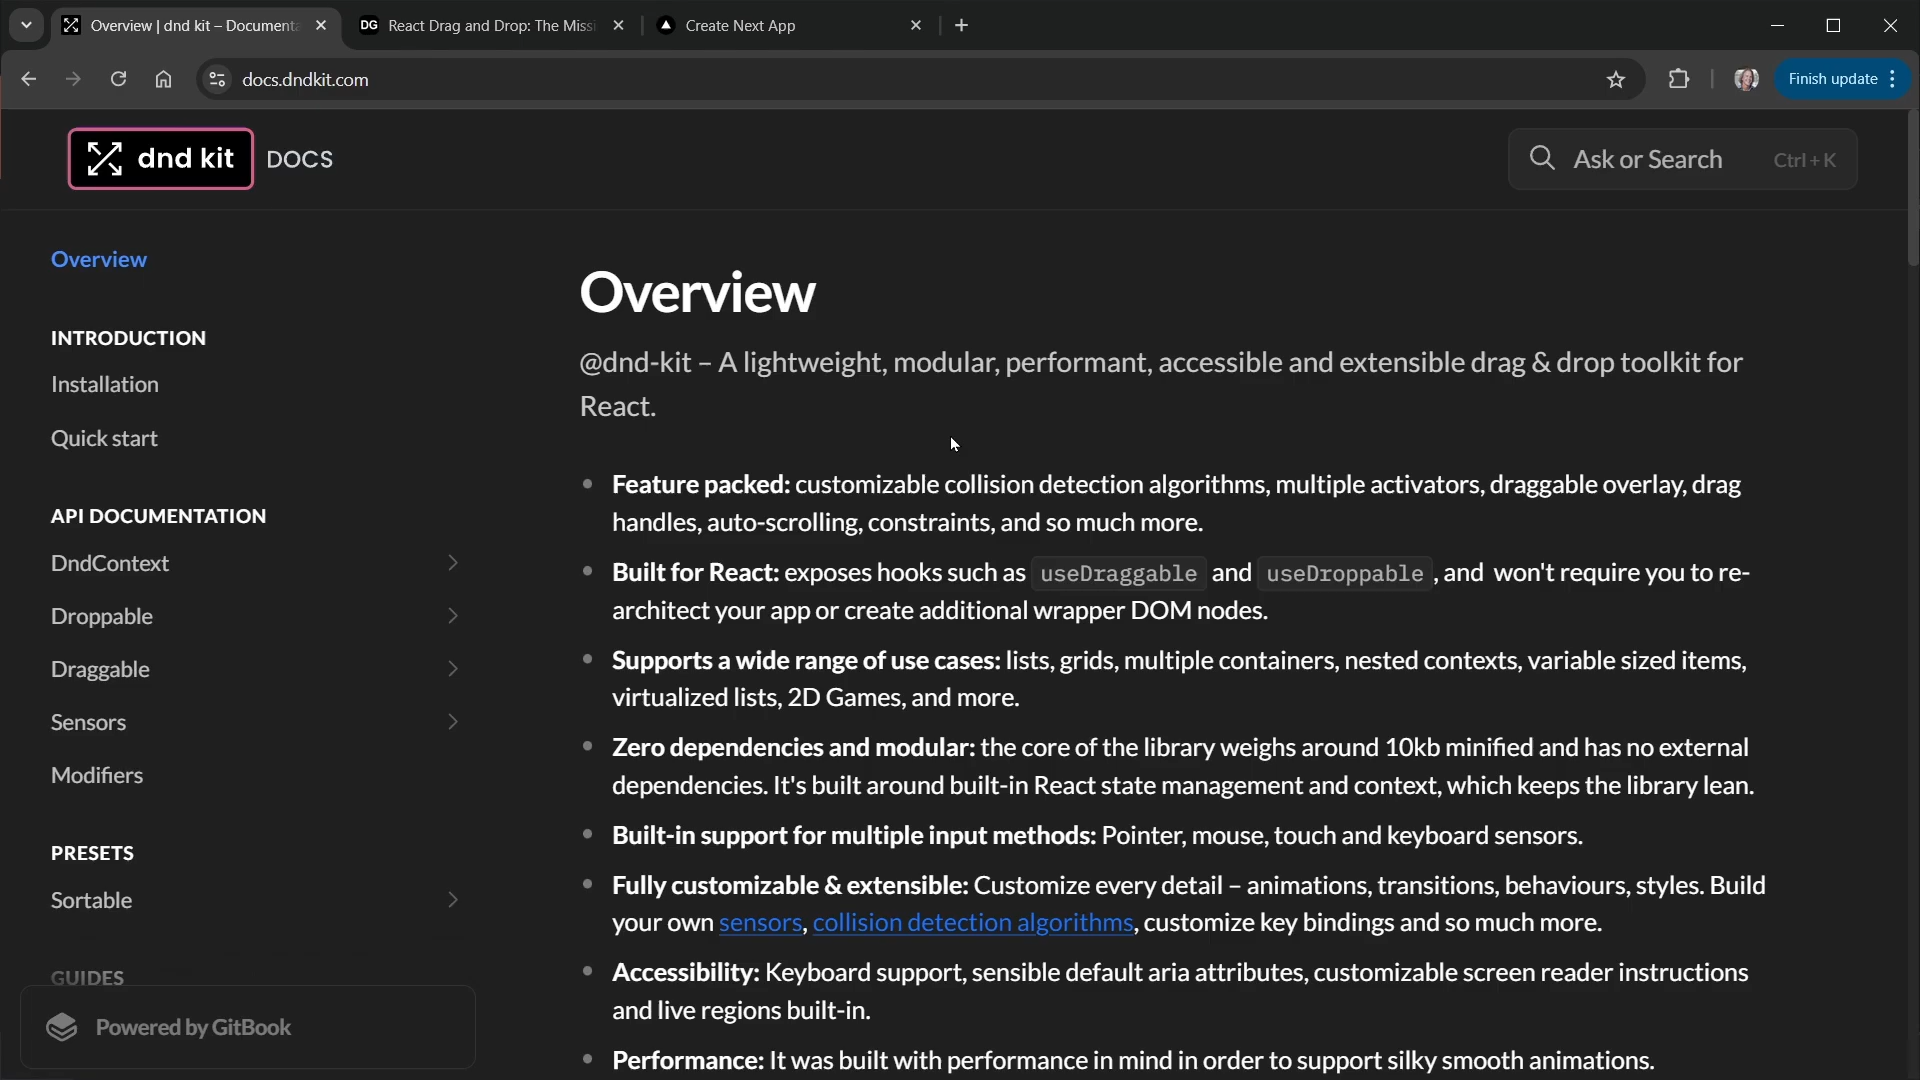 Overview | dnd kit – Documenta
DG React Drag and Drop: The Missi
Create Next App
docs.dndkit.com
Finish update
dnd kit DOCS
Ask or Search Ctrl + K
Overview
INTRODUCTION
Installation
Quick start
API DOCUMENTATION
DndContext
Droppable
Draggable
Sensors
Modifiers
PRESETS
Sortable
GUIDES
Powered by GitBook
Overview
@dnd-kit – A lightweight, modular, performant, accessible and extensible drag & drop toolkit for
React.
Feature packed: customizable collision detection algorithms, multiple activators, draggable overlay, drag
handles, auto-scrolling, constraints, and so much more.
Built for React: exposes hooks such as useDraggable and useDroppable, and won't require you to re-
architect your app or create additional wrapper DOM nodes.
Supports a wide range of use cases: lists, grids, multiple containers, nested contexts, variable sized items,
virtualized lists, 2D Games, and more.
Zero dependencies and modular: the core of the library weighs around 10kb minified and has no external
dependencies. It's built around built-in React state management and context, which keeps the library lean.
Built-in support for multiple input methods: Pointer, mouse, touch and keyboard sensors.
Fully customizable & extensible: Customize every detail – animations, transitions, behaviours, styles. Build
your own sensors, collision detection algorithms, customize key bindings and so much more.
Accessibility: Keyboard support, sensible default aria attributes, customizable screen reader instructions
and live regions built-in.
Performance: It was built with performance in mind in order to support silky smooth animations.